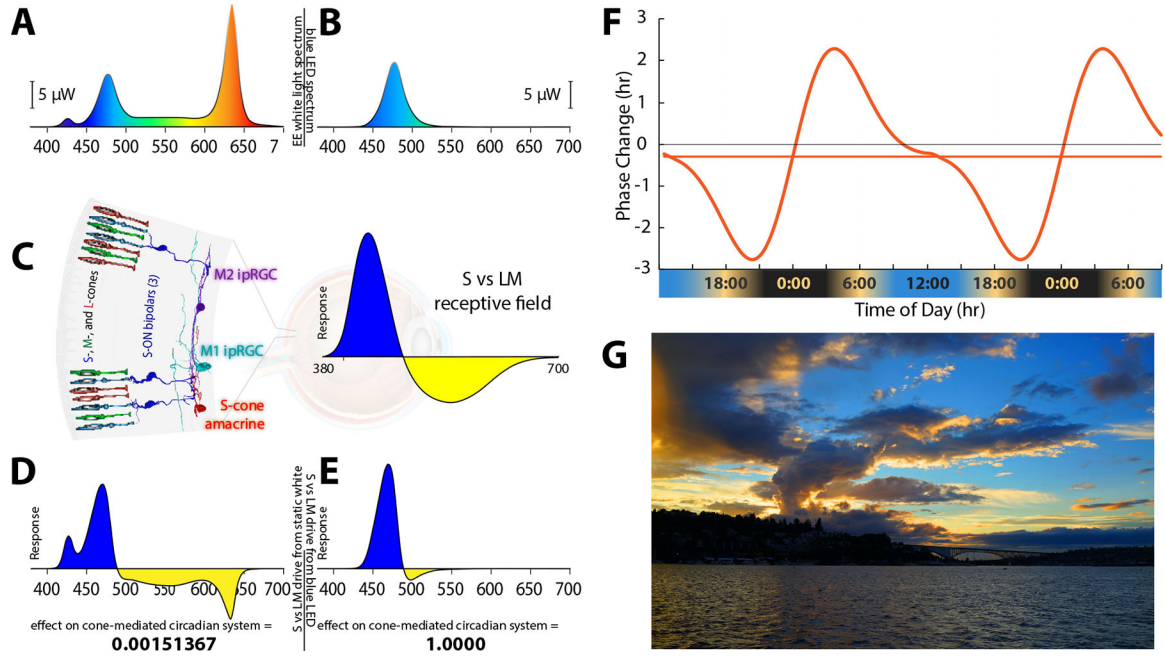 A
5 μW
400 450 500 550 600 650 7
EE white light spectrum
blue LED spectrum
B
5 μW
400 450 500 550 600 650 700
C
S-, M-, and L-cones
S-ON bipolars (3)
M2 ipRGC
M1 ipRGC
S-cone
amacrine
Response
S vs LM
receptive field
380
700
D
Response
400 450 500 550 600 650 700
effect on cone-mediated circadian system =
0.00151367
S vs LM drive from static white
S vs LM drive from blue LED
E
Response
400 450 500 550 600 650 700
effect on cone-mediated circadian system =
1.0000
F
Phase Change (hr)
3
2
1
0
-1
-2
-3
18:00 0:00 6:00 12:00 18:00 0:00 6:00
Time of Day (hr)
G